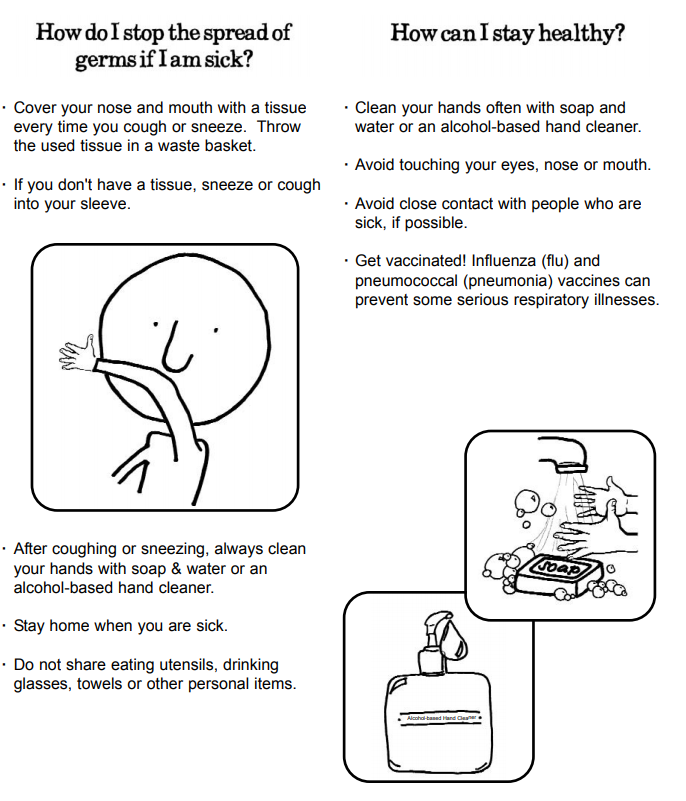 How do I stop the spread of
germs if I am sick?
· Cover your nose and mouth with a tissue
every time you cough or sneeze.  Throw
the used tissue in a waste basket.
· If you don't have a tissue, sneeze or cough
into your sleeve.
· After coughing or sneezing, always clean
your hands with soap & water or an
alcohol-based hand cleaner.
· Stay home when you are sick.
· Do not share eating utensils, drinking
glasses, towels or other personal items.
How can I stay healthy?
· Clean your hands often with soap and
water or an alcohol-based hand cleaner.
· Avoid touching your eyes, nose or mouth.
· Avoid close contact with people who are
sick, if possible.
· Get vaccinated! Influenza (flu) and
pneumococcal (pneumonia) vaccines can
prevent some serious respiratory illnesses.
soap
Alcohol-based Hand Cleaner